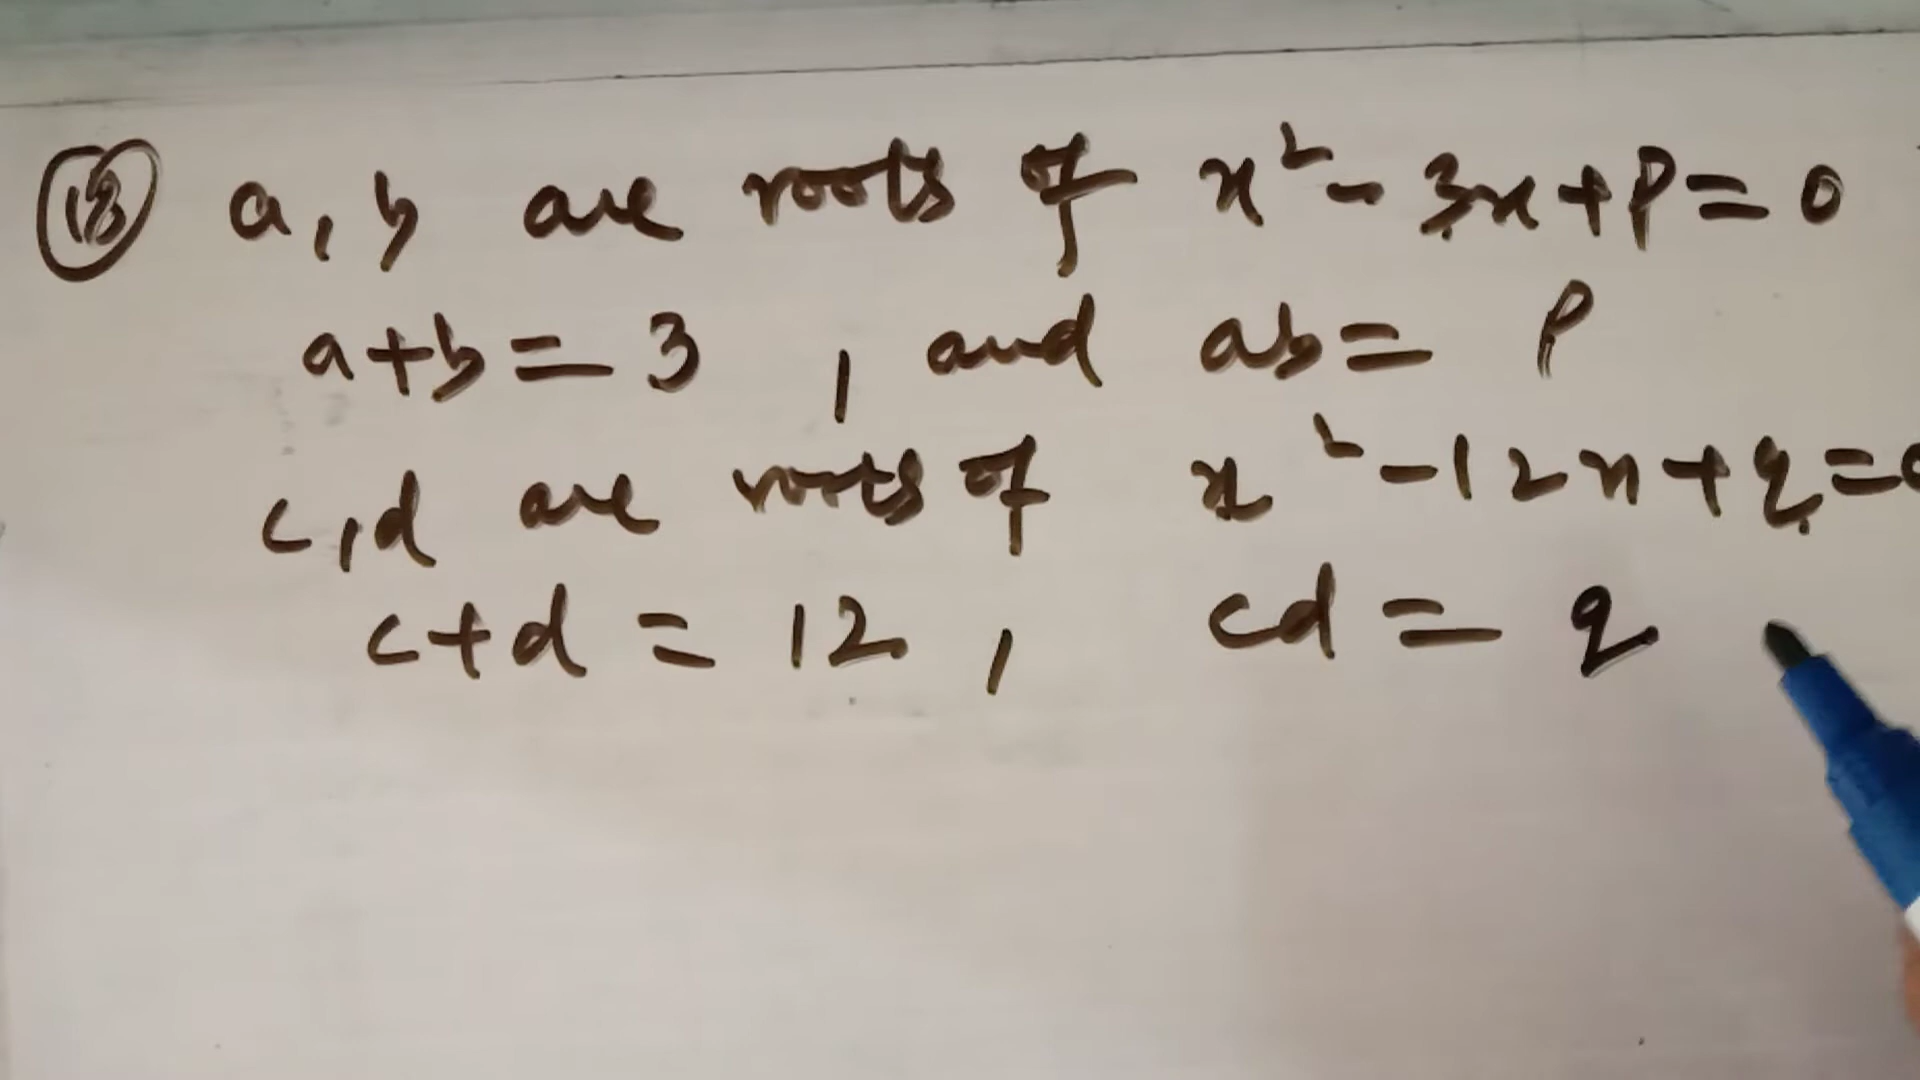 (18) a, b are roots of x² - 3x + P = 0
a+b = 3 , and ab = P
c, d are roots of x² - 12x + q = 0
c+d = 12 , cd = q